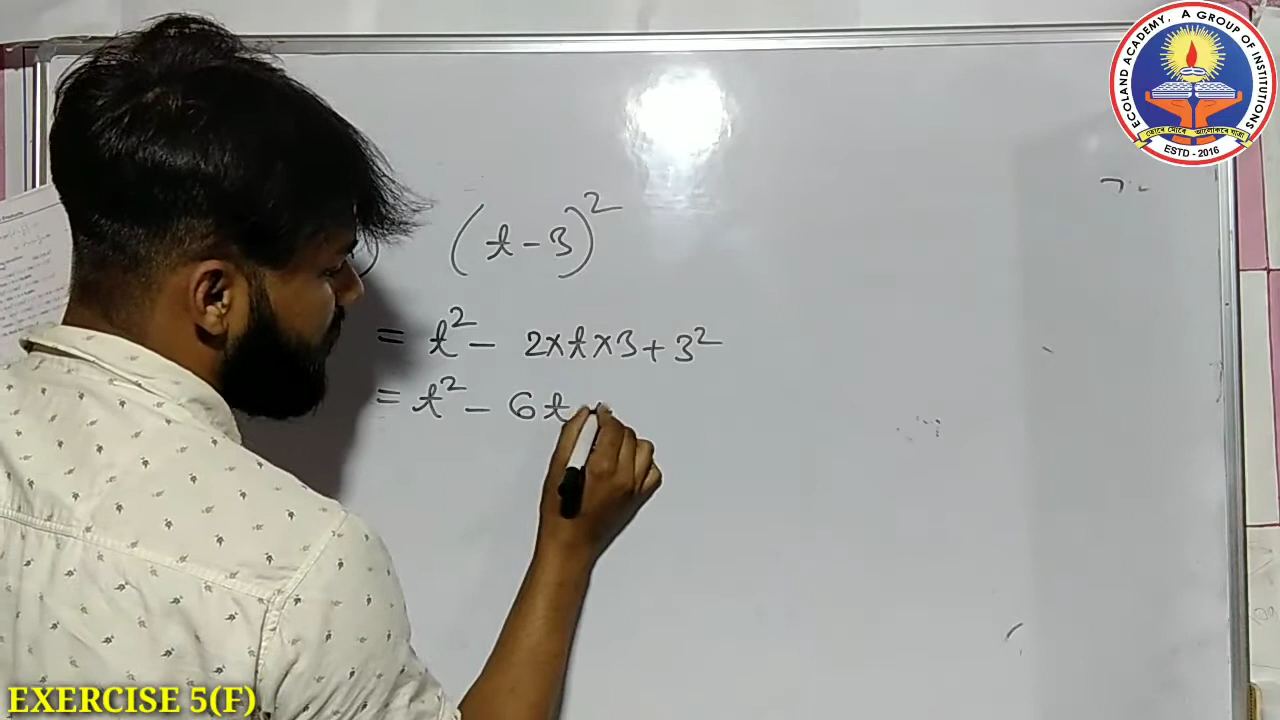 ECOLAND ACADEMY, A GROUP OF INSTITUTIONS
ESTD - 2016
(t - 3)²
= t² - 2×t×3 + 3²
= t² - 6t
EXERCISE 5(F)